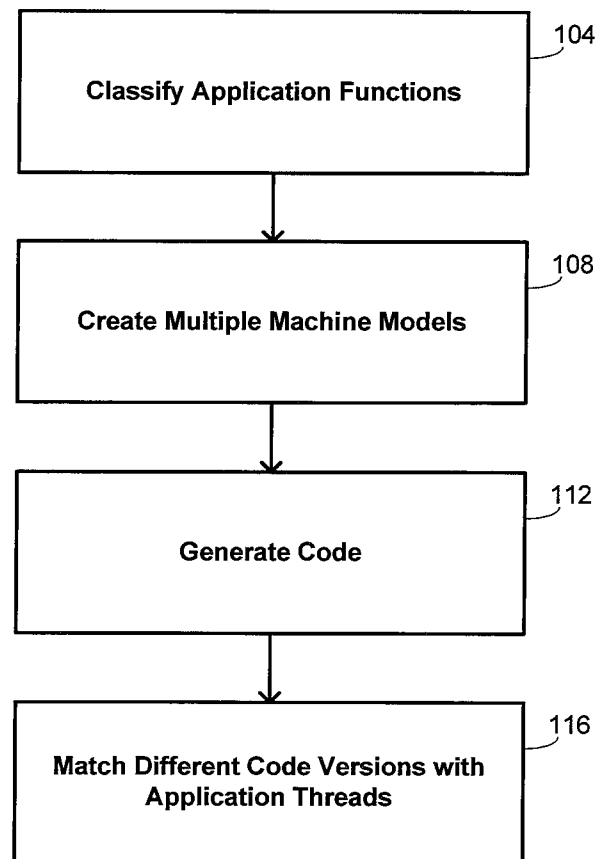 104
Classify Application Functions
108
Create Multiple Machine Models
112
Generate Code
116
Match Different Code Versions with
Application Threads